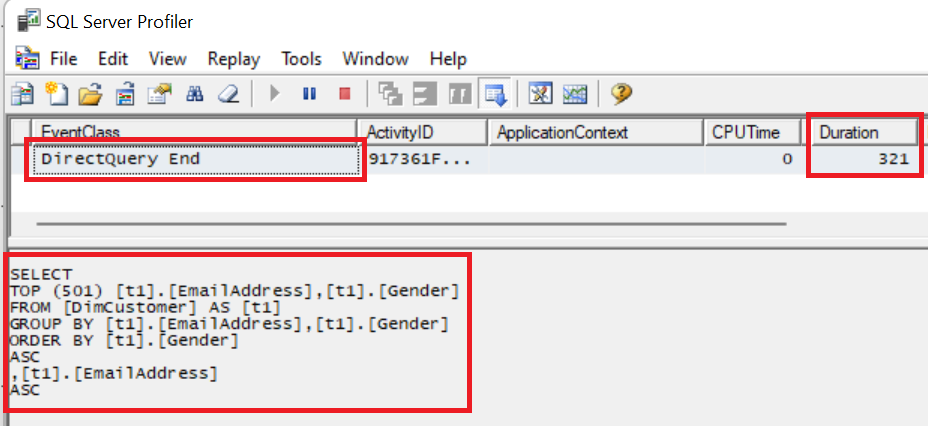 SQL Server Profiler
File Edit View Replay Tools Window Help
EventClass ActivityID ApplicationContext CPUTime Duration
DirectQuery End 917361F... 0 321
SELECT
TOP (501) [t1].[EmailAddress],[t1].[Gender]
FROM [DimCustomer] AS [t1]
GROUP BY [t1].[EmailAddress],[t1].[Gender]
ORDER BY [t1].[Gender]
ASC
,[t1].[EmailAddress]
ASC